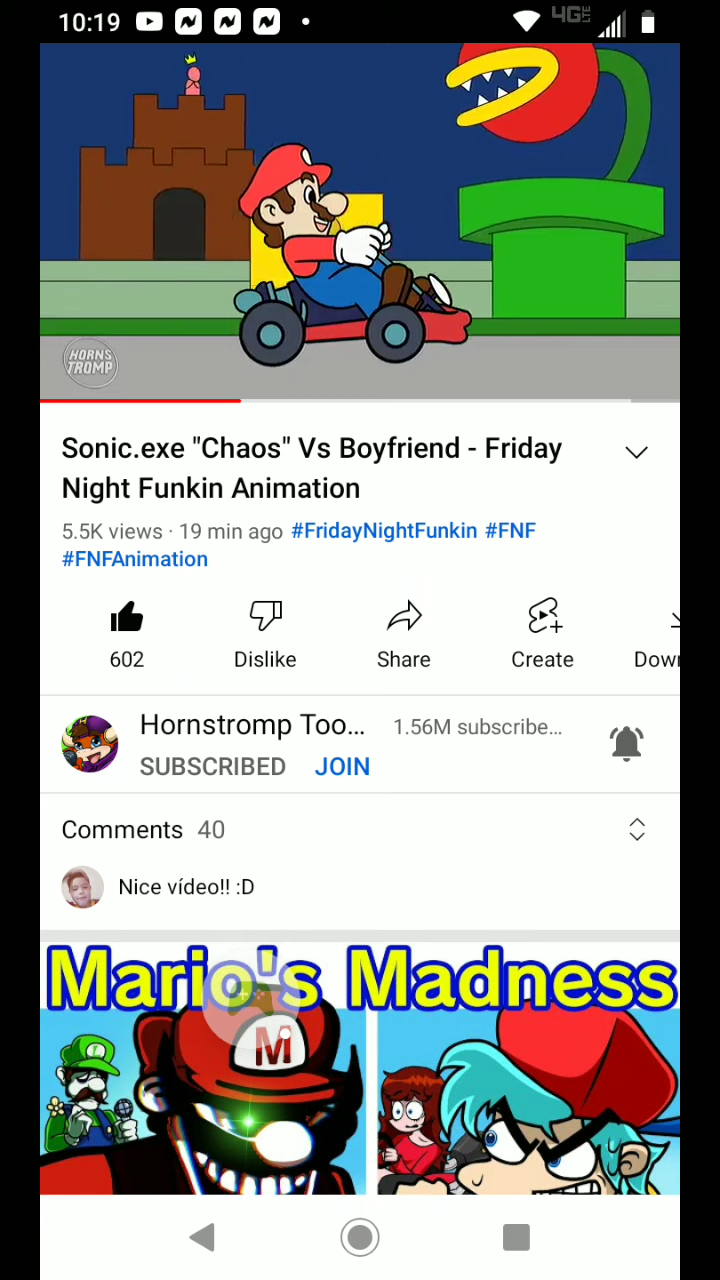 10:19
4G LTE
HORNS
TROMP
Sonic.exe "Chaos" Vs Boyfriend - Friday
Night Funkin Animation
5.5K views · 19 min ago #FridayNightFunkin #FNF
#FNFAnimation
602 Dislike Share Create Down
Hornstromp Too... 1.56M subscribe...
SUBSCRIBED JOIN
Comments 40
Nice vídeo!! :D
Mario's Madness
M
L